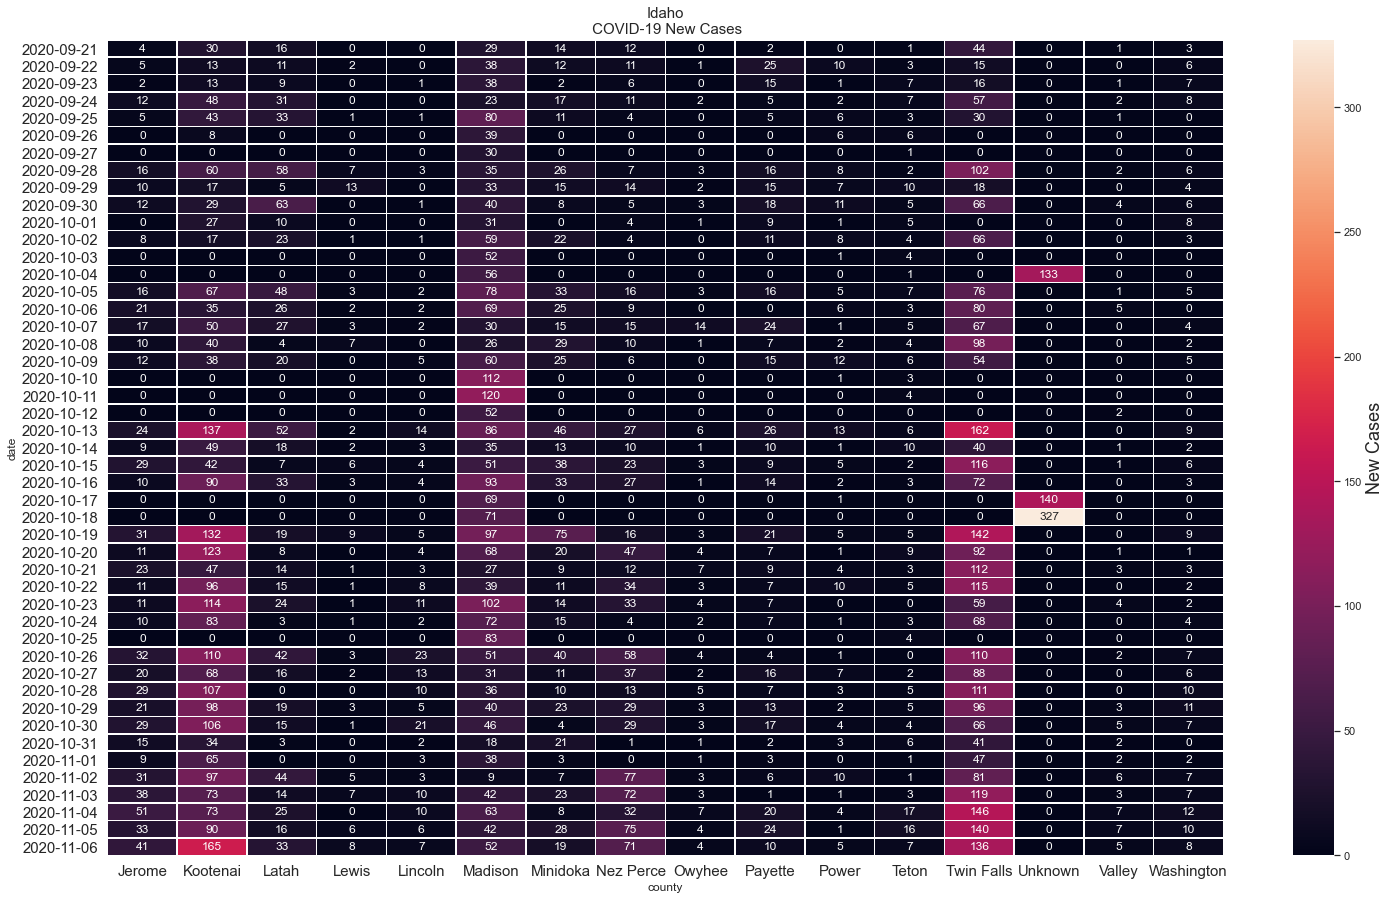 Idaho
COVID-19 New Cases
2020-09-21 4 30 16 0 0 29 14 12 0 2 0 1 44 0 1 3
2020-09-22 5 13 11 2 0 38 12 11 1 25 10 3 15 0 0 6
2020-09-23 2 13 9 0 1 38 2 6 0 15 1 7 16 0 1 7
2020-09-24 12 48 31 0 0 23 17 11 2 5 2 7 57 0 2 8
2020-09-25 5 43 33 1 1 80 11 4 0 5 6 3 30 0 1 0
2020-09-26 0 8 0 0 0 39 0 0 0 0 6 6 0 0 0 0
2020-09-27 0 0 0 0 0 30 0 0 0 0 0 1 0 0 0 0
2020-09-28 16 60 58 7 3 35 26 7 3 16 8 2 102 0 2 6
2020-09-29 10 17 5 13 0 33 15 14 2 15 7 10 18 0 0 4
2020-09-30 12 29 63 0 1 40 8 5 3 18 11 5 66 0 4 6
2020-10-01 0 27 10 0 0 31 0 4 1 9 1 5 0 0 0 8
2020-10-02 8 17 23 1 1 59 22 4 0 11 8 4 66 0 0 3
2020-10-03 0 0 0 0 0 52 0 0 0 0 1 4 0 0 0 0
2020-10-04 0 0 0 0 0 56 0 0 0 0 0 1 0 133 0 0
2020-10-05 16 67 48 3 2 78 33 16 3 16 5 7 76 0 1 5
2020-10-06 21 35 26 2 2 69 25 9 0 0 6 3 80 0 5 0
2020-10-07 17 50 27 3 2 30 15 15 14 24 1 5 67 0 0 4
2020-10-08 10 40 4 7 0 26 29 10 1 7 2 4 98 0 0 2
2020-10-09 12 38 20 0 5 60 25 6 0 15 12 6 54 0 0 5
2020-10-10 0 0 0 0 0 112 0 0 0 0 1 3 0 0 0 0
2020-10-11 0 0 0 0 0 120 0 0 0 0 0 4 0 0 0 0
2020-10-12 0 0 0 0 0 52 0 0 0 0 0 0 0 0 2 0
2020-10-13 24 137 52 2 14 86 46 27 6 26 13 6 162 0 0 9
2020-10-14 9 49 18 2 3 35 13 10 1 10 1 10 40 0 1 2
2020-10-15 29 42 7 6 4 51 38 23 3 9 5 2 116 0 1 6
2020-10-16 10 90 33 3 4 93 33 27 1 14 2 3 72 0 0 3
2020-10-17 0 0 0 0 0 69 0 0 0 0 1 0 0 140 0 0
2020-10-18 0 0 0 0 0 71 0 0 0 0 0 0 0 327 0 0
2020-10-19 31 132 19 9 5 97 75 16 3 21 5 5 142 0 0 9
2020-10-20 11 123 8 0 4 68 20 47 4 7 1 9 92 0 1 1
2020-10-21 23 47 14 1 3 27 9 12 7 9 4 3 112 0 3 3
2020-10-22 11 96 15 1 8 39 11 34 3 7 10 5 115 0 0 2
2020-10-23 11 114 24 1 11 102 14 33 4 7 0 0 59 0 4 2
2020-10-24 10 83 3 1 2 72 15 4 2 7 1 3 68 0 0 4
2020-10-25 0 0 0 0 0 83 0 0 0 0 0 4 0 0 0 0
2020-10-26 32 110 42 3 23 51 40 58 4 4 1 0 110 0 2 7
2020-10-27 20 68 16 2 13 31 11 37 2 16 7 2 88 0 0 6
2020-10-28 29 107 0 0 10 36 10 13 5 7 3 5 111 0 0 10
2020-10-29 21 98 19 3 5 40 23 29 3 13 2 5 96 0 3 11
2020-10-30 29 106 15 1 21 46 4 29 3 17 4 4 66 0 5 7
2020-10-31 15 34 3 0 2 18 21 1 1 2 3 6 41 0 2 0
2020-11-01 9 65 0 0 3 38 3 0 1 3 0 1 47 0 2 2
2020-11-02 31 97 44 5 3 9 7 77 3 6 10 1 81 0 6 7
2020-11-03 38 73 14 7 10 42 23 72 3 1 1 3 119 0 3 7
2020-11-04 51 73 25 0 10 63 8 32 7 20 4 17 146 0 7 12
2020-11-05 33 90 16 6 6 42 28 75 4 24 1 16 140 0 7 10
2020-11-06 41 165 33 8 7 52 19 71 4 10 5 7 136 0 5 8
Jerome Kootenai Latah Lewis Lincoln Madison Minidoka Nez Perce Owyhee Payette Power Teton Twin Falls Unknown Valley Washington
county
date
300
250
200
150
100
50
0
New Cases